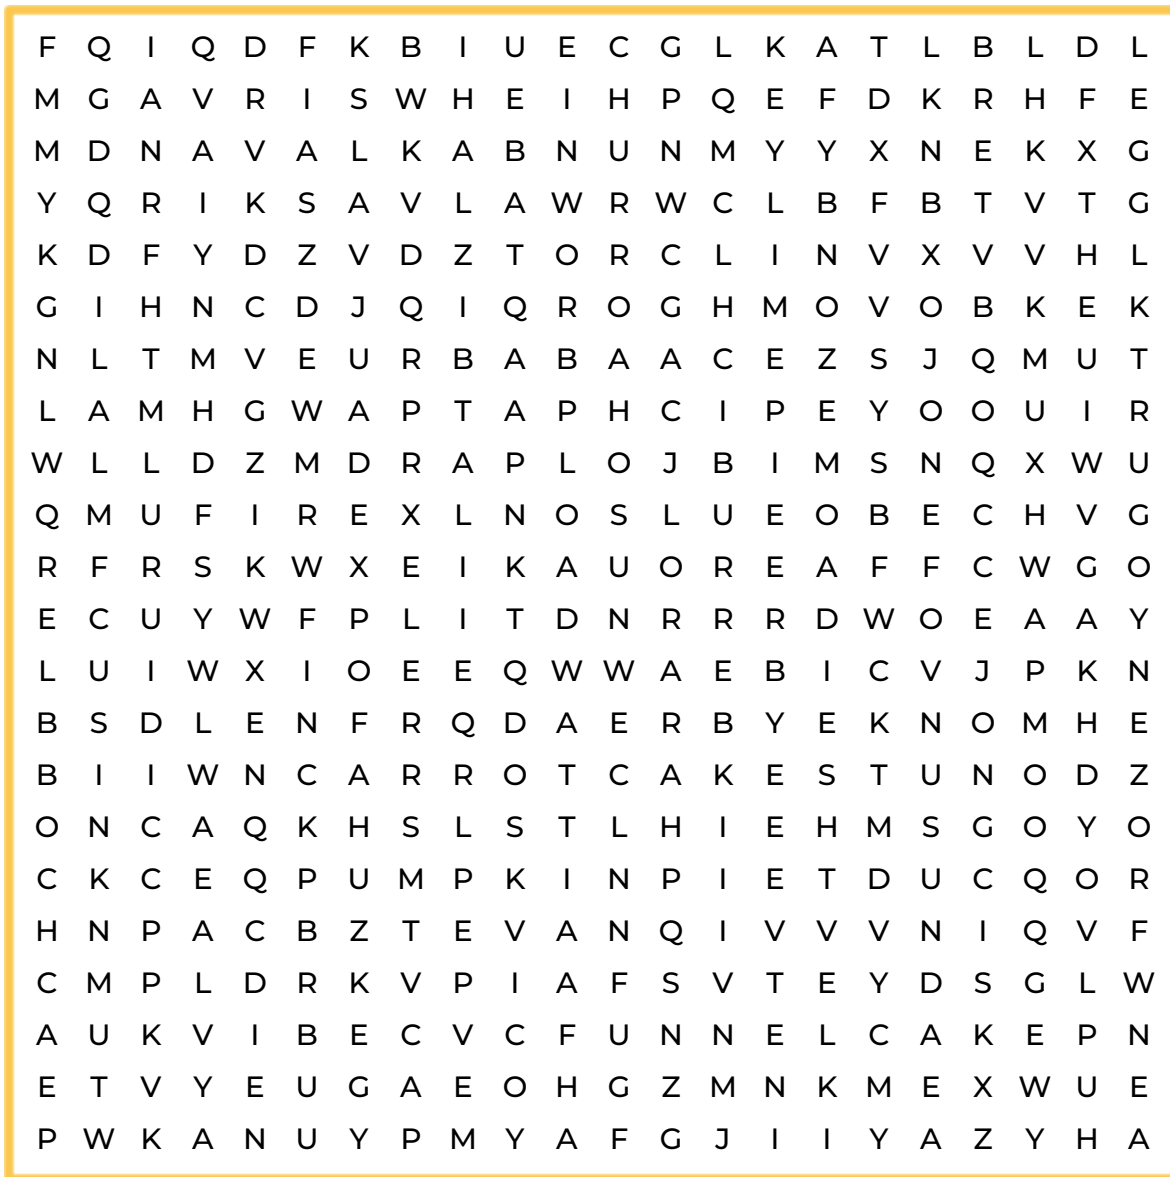 F Q I Q D F K B I U E C G L K A T L B L D L
M G A V R I S W H E I H P Q E F D K R H F E
M D N A V A L K A B N U N M Y Y X N E K X G
Y Q R I K S A V L A W R W C L B F B T V T G
K D F Y D Z V D Z T O R C L I N V X V V H L
G I H N C D J Q I Q R O G H M O V O B K E K
N L T M V E U R B A B A A C E Z S J Q M U T
L A M H G W A P T A P H C I P E Y O O U I R
W L L D Z M D R A P L O J B I M S N Q X W U
Q M U F I R E X L N O S L U E O B E C H V G
R F R S K W X E I K A U O R E A F F C W G O
E C U Y W F P L I T D N R R R D W O E A A Y
L U I W X I O E E Q W W A E B I C V J P K N
B S D L E N F R Q D A E R B Y E K N O M H E
B I I W N C A R R O T C A K E S T U N O D Z
O N C A Q K H S L S T L H I E H M S G O Y O
C K C E Q P U M P K I N P I E T D U C Q O R
H N P A C B Z T E V A N Q I V V V N I Q V F
C M P L D R K V P I A F S V T E Y D S G L W
A U K V I B E C V C F U N N E L C A K E P N
E T V Y E U G A E O H G Z M N K M E X W U E
P W K A N U Y P M Y A F G J I I Y A Z Y H A